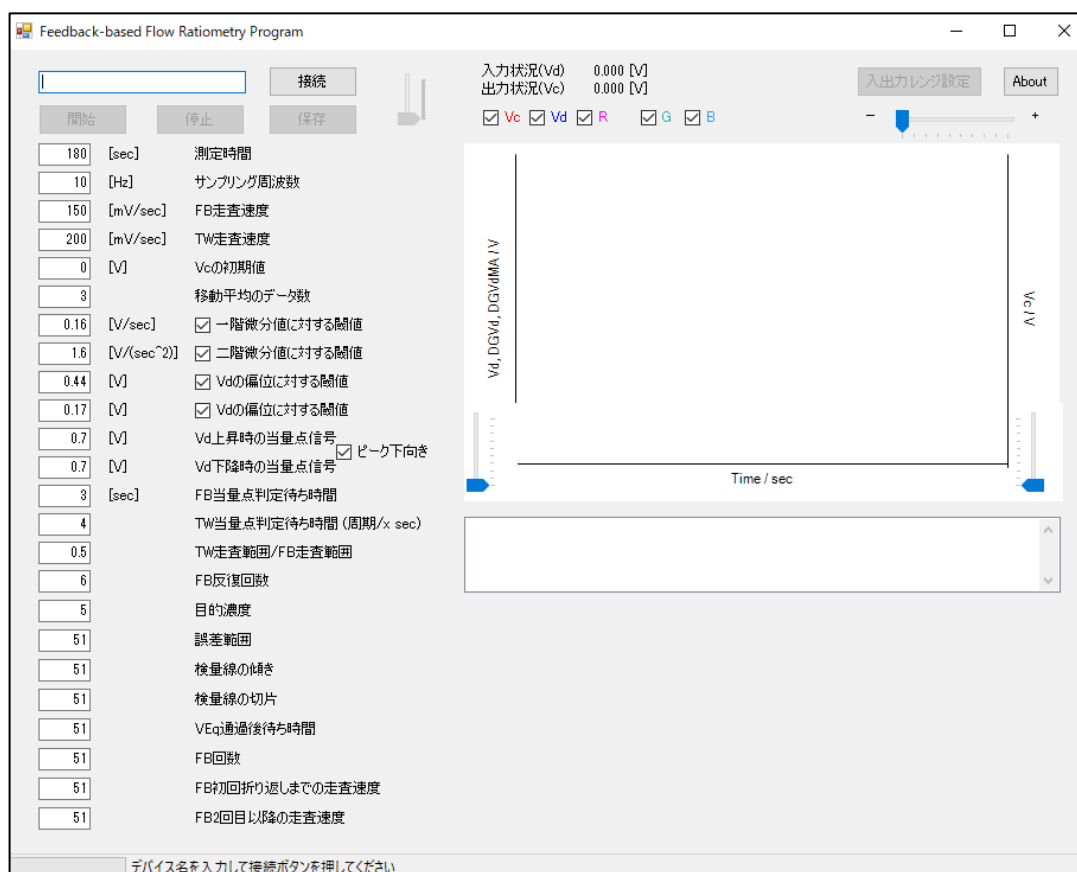 Feedback-based Flow Ratiometry Program
接続
開始 停止 保存
入力状況(Vd) 0.000 [V]
出力状況(Vc) 0.000 [V]
入出力レンジ設定 About
Vc Vd R G B
- +
180 [sec] 測定時間
10 [Hz] サンプリング周波数
150 [mV/sec] FB走査速度
200 [mV/sec] TW走査速度
0 [V] Vcの初期値
3 移動平均のデータ数
0.16 [V/sec] 一階微分値に対する閾値
1.6 [V/(sec^2)] 二階微分値に対する閾値
0.44 [V] Vdの偏位に対する閾値
0.17 [V] Vdの偏位に対する閾値
0.7 [V] Vd上昇時の当量点信号
ピーク下向き
0.7 [V] Vd下降時の当量点信号
3 [sec] FB当量点判定待ち時間
4 TW当量点判定待ち時間 (周期/x sec)
0.5 TW走査範囲/FB走査範囲
6 FB反復回数
5 目的濃度
51 誤差範囲
51 検量線の傾き
51 検量線の切片
51 VEq通過後待ち時間
51 FB回数
51 FB初回折り返しまでの走査速度
51 FB2回目以降の走査速度
Vd, DGVd, DGVdMA / V
Vc / V
Time / sec
デバイス名を入力して接続ボタンを押してください